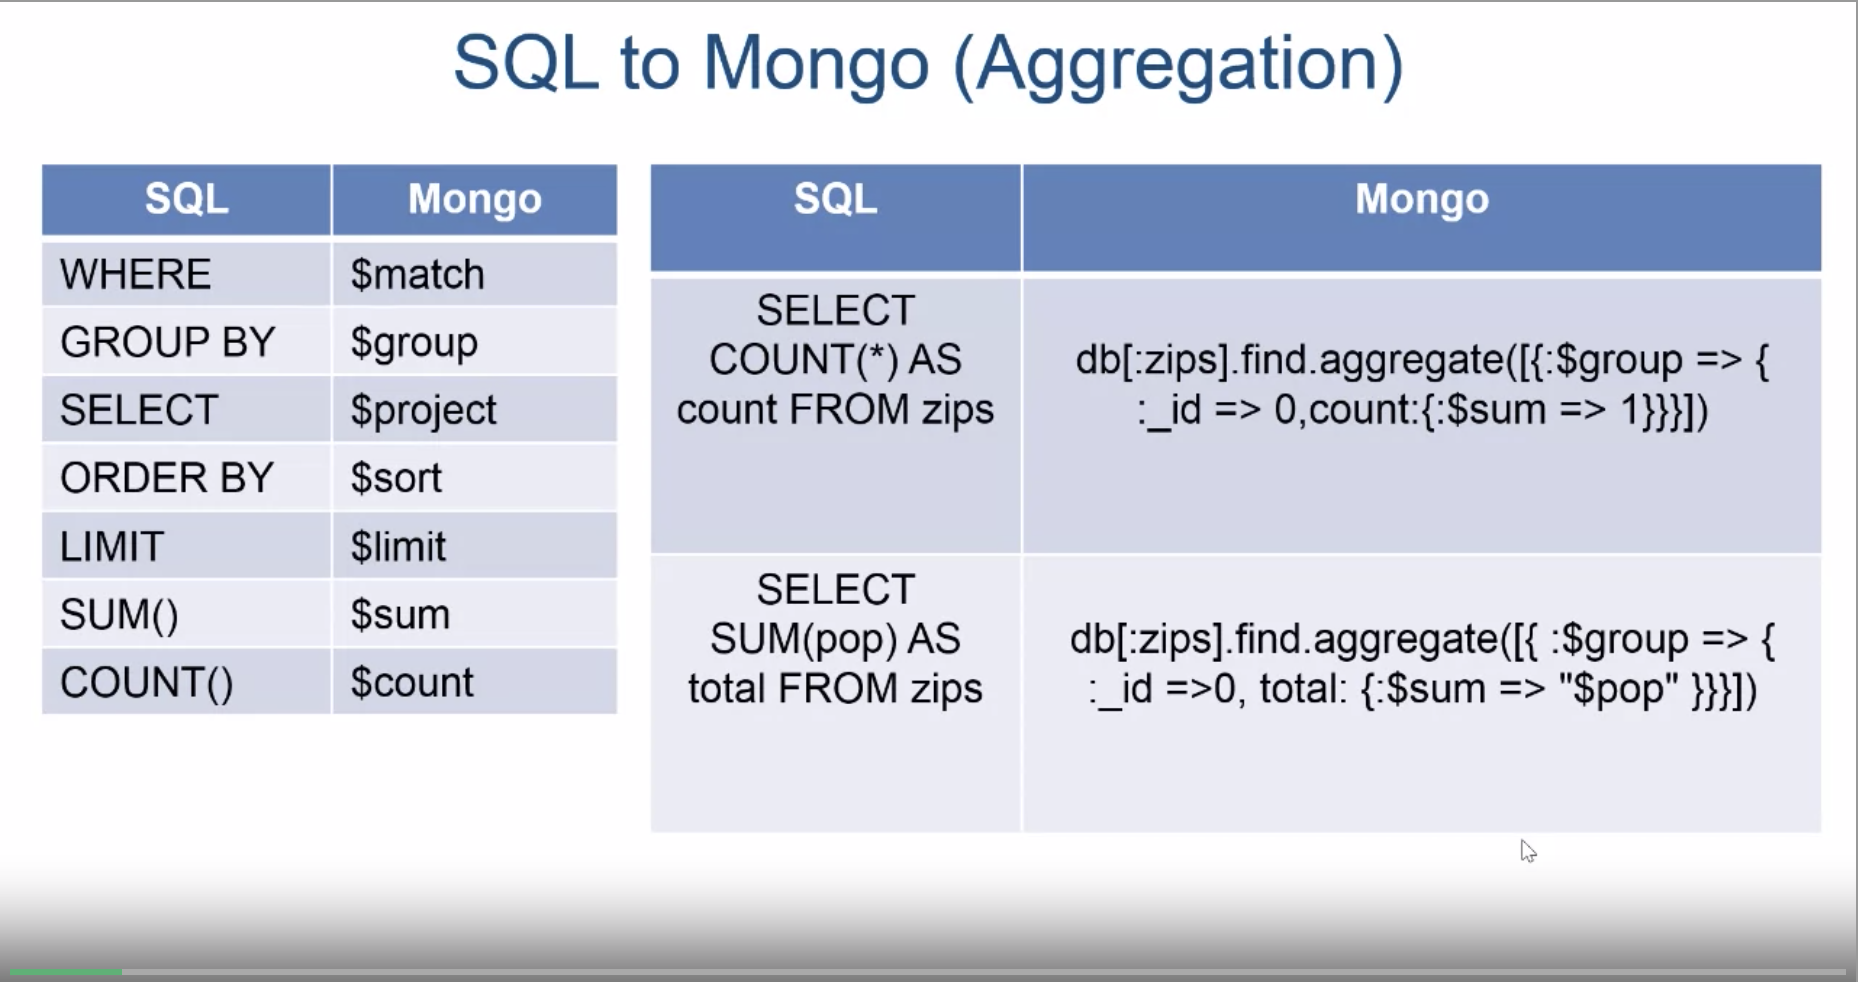 SQL to Mongo (Aggregation)
SQL Mongo
WHERE $match
GROUP BY $group
SELECT $project
ORDER BY $sort
LIMIT $limit
SUM() $sum
COUNT() $count
SQL Mongo
SELECT
COUNT(*) AS
count FROM zips
db[:zips].find.aggregate([{:$group => {
:_id => 0,count:{:$sum => 1}}}])
SELECT
SUM(pop) AS
total FROM zips
db[:zips].find.aggregate([{ :$group => {
:_id =>0, total: {:$sum => "$pop" }}}])